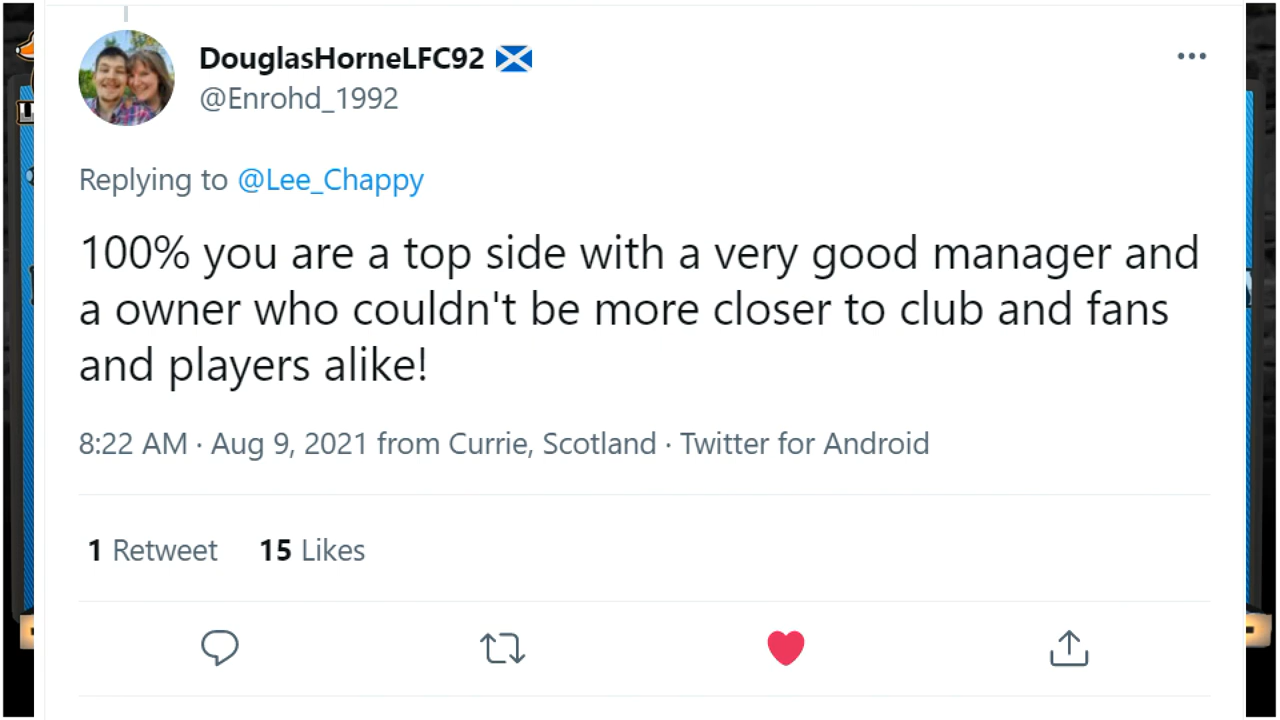 DouglasHorneLFC92
@Enrohd_1992
Replying to @Lee_Chappy
100% you are a top side with a very good manager and
a owner who couldn't be more closer to club and fans
and players alike!
8:22 AM · Aug 9, 2021 from Currie, Scotland · Twitter for Android
1 Retweet 15 Likes